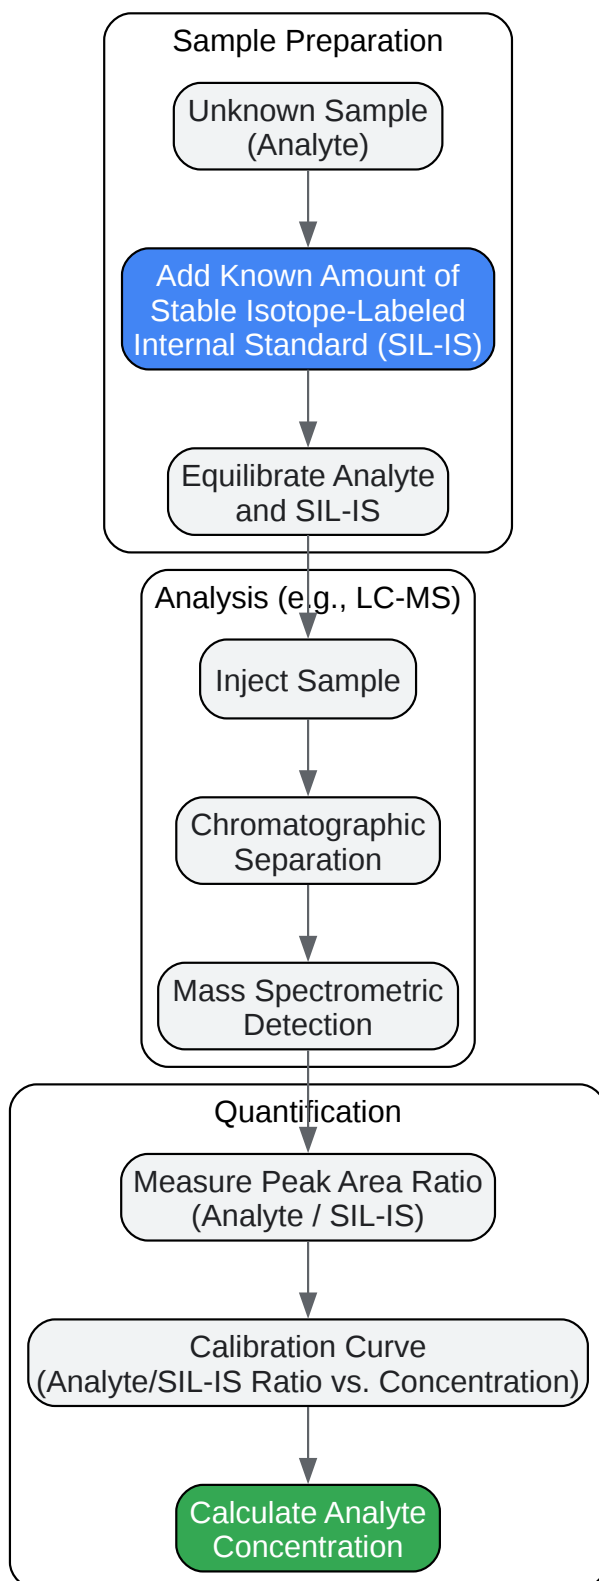 Sample Preparation
Unknown Sample
(Analyte)
Add Known Amount of
Stable Isotope-Labeled
Internal Standard (SIL-IS)
Equilibrate Analyte
and SIL-IS
Analysis (e.g., LC-MS)
Inject Sample
Chromatographic
Separation
Mass Spectrometric
Detection
Quantification
Measure Peak Area Ratio
(Analyte / SIL-IS)
Calibration Curve
(Analyte/SIL-IS Ratio vs. Concentration)
Calculate Analyte
Concentration